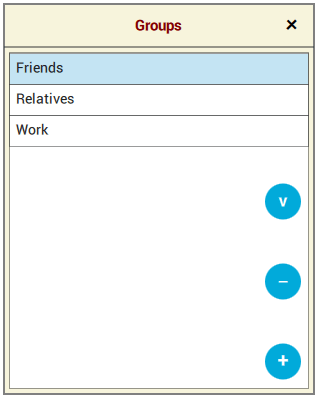 Groups ×
Friends
Relatives
Work
v
–
+